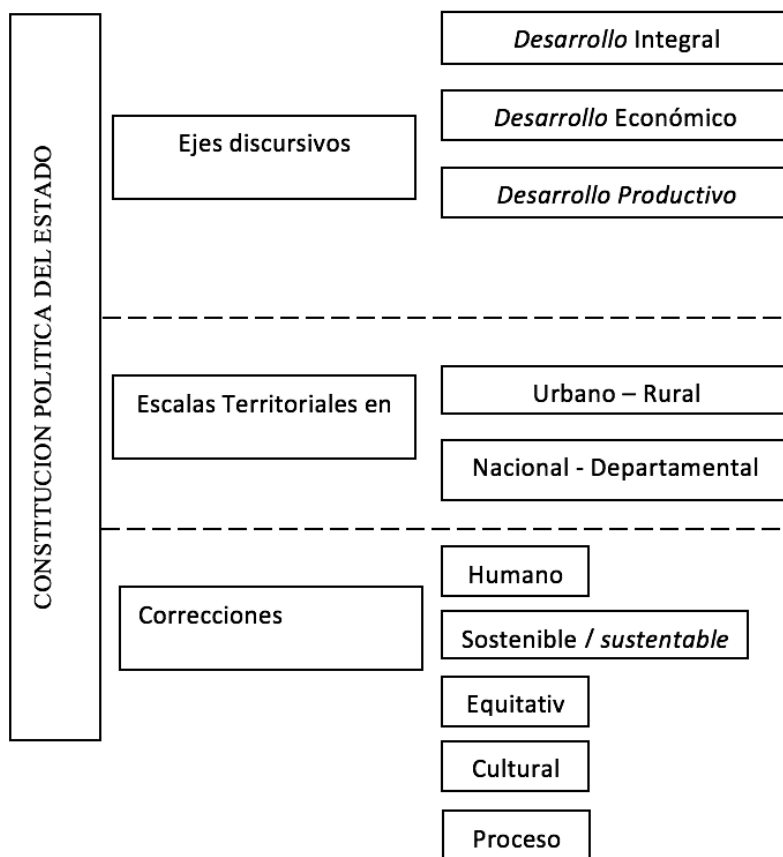 CONSTITUCION POLITICA DEL ESTADO
Ejes discursivos
Desarrollo Integral
Desarrollo Económico
Desarrollo Productivo
Escalas Territoriales en
Urbano – Rural
Nacional - Departamental
Correcciones
Humano
Sostenible / sustentable
Equitativ
Cultural
Proceso